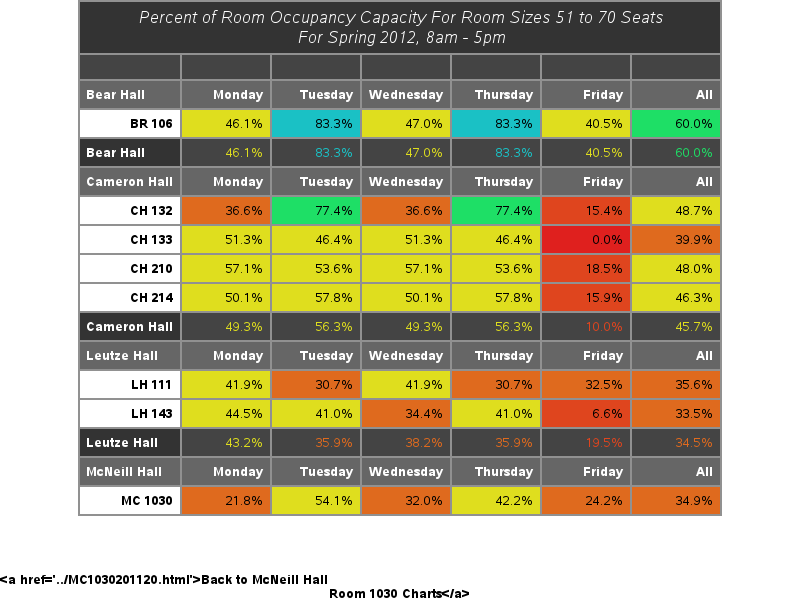 Percent of Room Occupancy Capacity For Room Sizes 51 to 70 Seats
For Spring 2012, 8am - 5pm
Bear Hall Monday Tuesday Wednesday Thursday Friday All
BR 106 46.1% 83.3% 47.0% 83.3% 40.5% 60.0%
Bear Hall 46.1% 83.3% 47.0% 83.3% 40.5% 60.0%
Cameron Hall Monday Tuesday Wednesday Thursday Friday All
CH 132 36.6% 77.4% 36.6% 77.4% 15.4% 48.7%
CH 133 51.3% 46.4% 51.3% 46.4% 0.0% 39.9%
CH 210 57.1% 53.6% 57.1% 53.6% 18.5% 48.0%
CH 214 50.1% 57.8% 50.1% 57.8% 15.9% 46.3%
Cameron Hall 49.3% 56.3% 49.3% 56.3% 10.0% 45.7%
Leutze Hall Monday Tuesday Wednesday Thursday Friday All
LH 111 41.9% 30.7% 41.9% 30.7% 32.5% 35.6%
LH 143 44.5% 41.0% 34.4% 41.0% 6.6% 33.5%
Leutze Hall 43.2% 35.9% 38.2% 35.9% 19.5% 34.5%
McNeill Hall Monday Tuesday Wednesday Thursday Friday All
MC 1030 21.8% 54.1% 32.0% 42.2% 24.2% 34.9%
<a href='../MC1030201120.html'>Back to McNeill Hall
Room 1030 Charts</a>